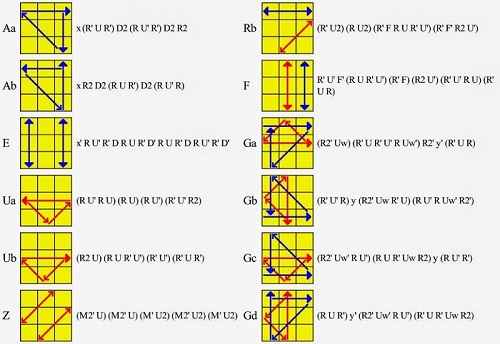 Aa x (R' U R') D2 (R U' R') D2 R2
Ab x R2 D2 (R U R') D2 (R U' R)
E x' R U' R' D R U R' D' R U R' D R U' R' D'
Ua (R U' R U) (R U) (R U') (R' U' R2)
Ub (R2 U) (R U R' U') (R' U') (R' U R')
Z (M2' U) (M2' U) (M' U2) (M2' U2) (M' U2)
Rb (R' U2) (R U2) (R' F R U R' U') (R' F' R2 U')
F R' U' F' (R U R' U') (R' F) (R2 U') (R' U' R U) (R'
U R)
Ga (R2' Uw) (R' U R' U' R Uw') R2' y' (R' U R)
Gb (R' U' R) y (R2' Uw R' U) (R U' R Uw' R2')
Gc (R2' Uw' R U') (R U R' Uw R2) y (R U' R')
Gd (R U R') y' (R2' Uw' R U') (R' U R' Uw R2)